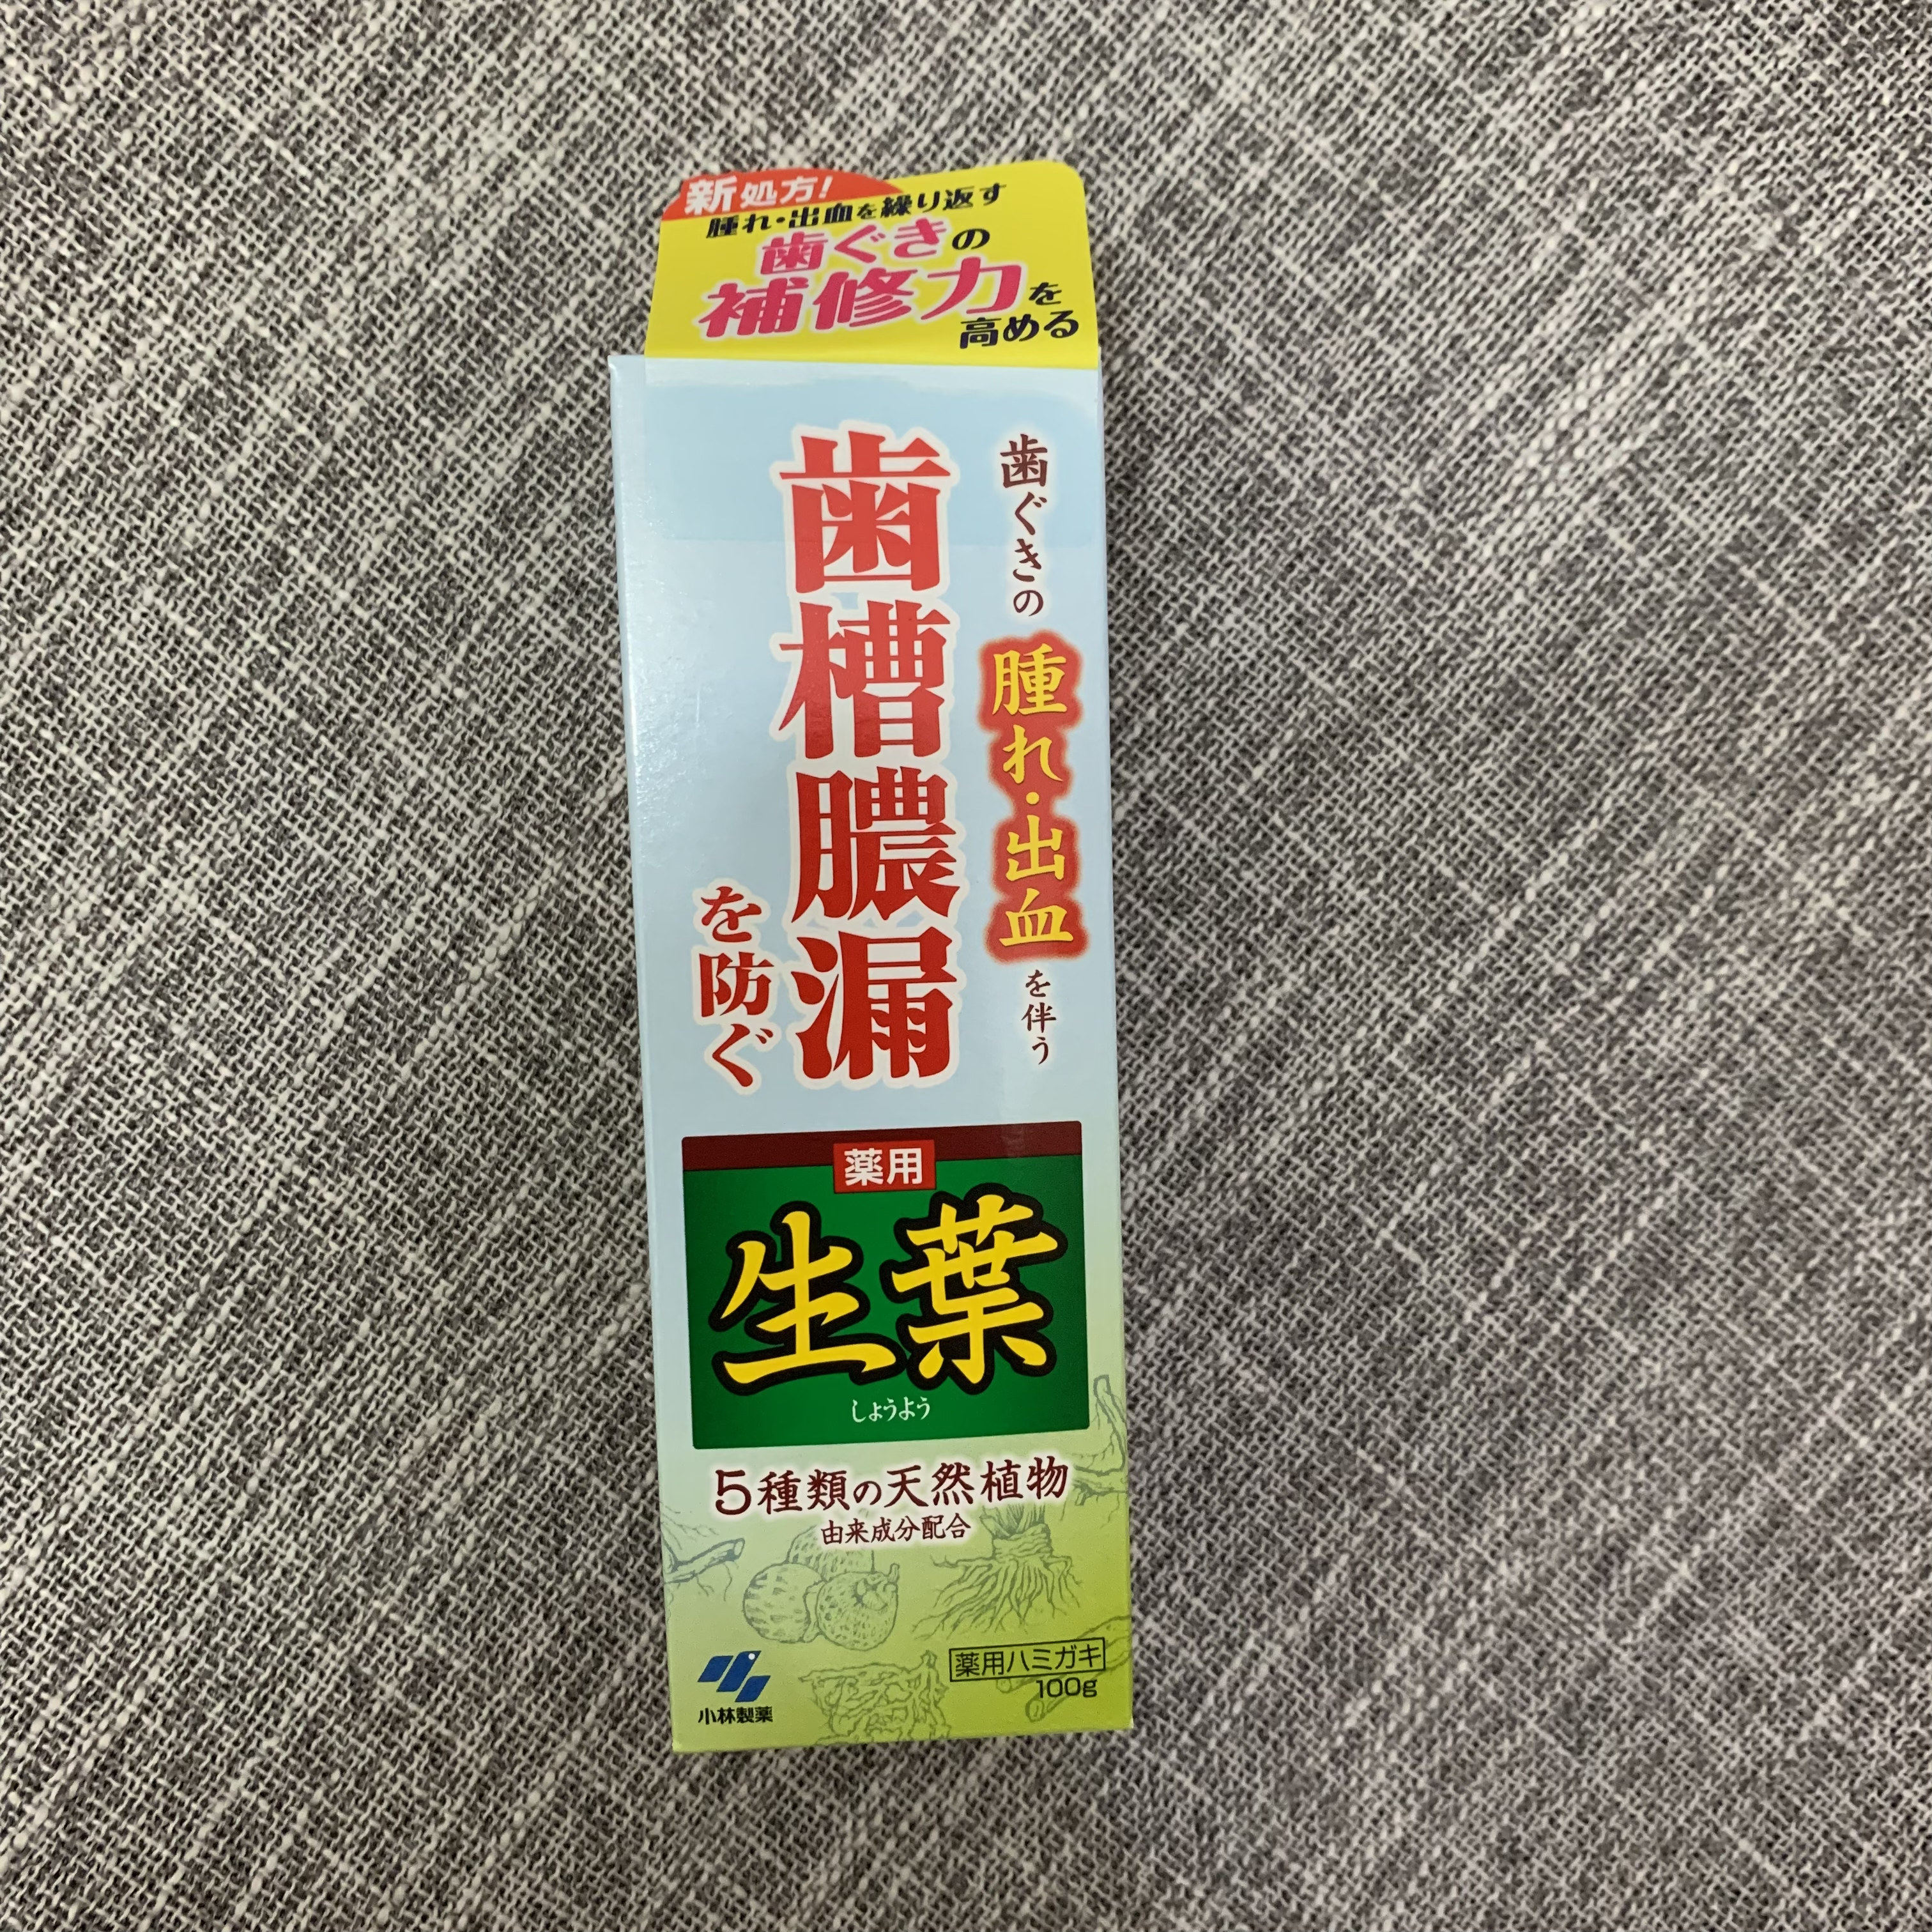 新処方!
腫れ・出血を繰り返す
歯ぐきの
補修力を
高める
歯ぐきの腫れ・出血を伴う
歯槽膿漏
を防ぐ
薬用
生葉
しょうよう
5種類の天然植物
由来成分配合
薬用ハミガキ
100g
小林製薬